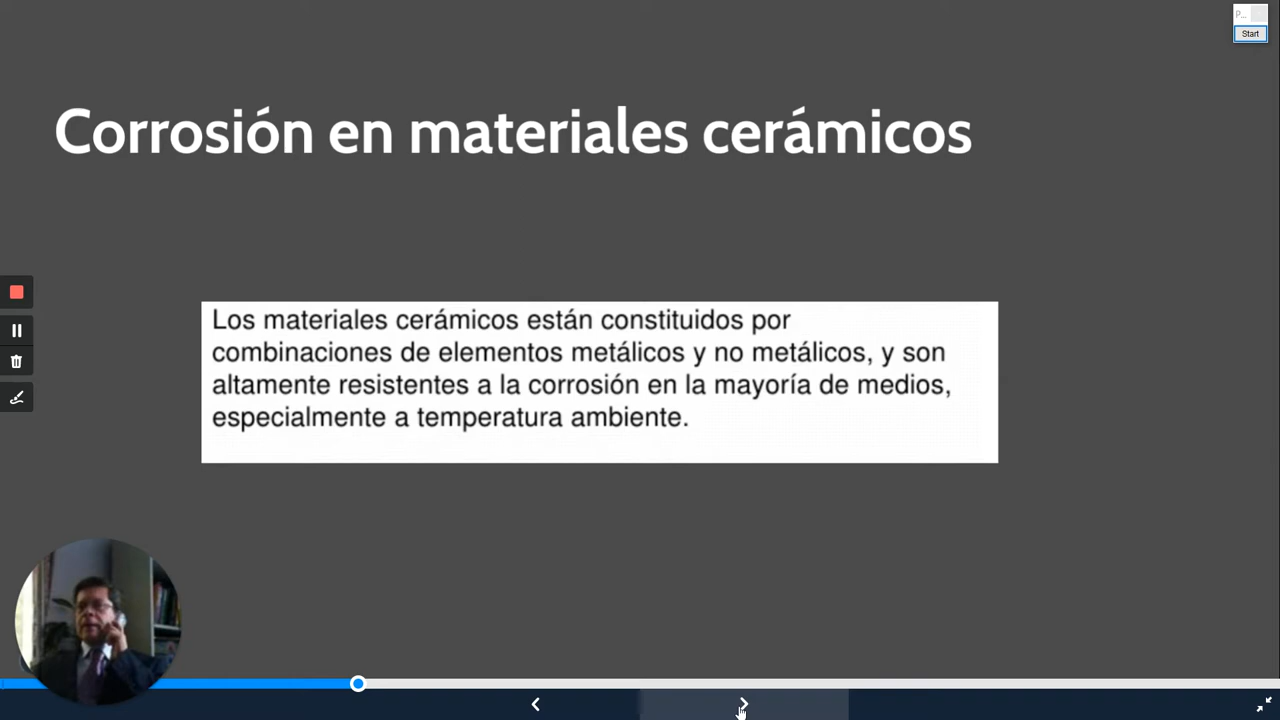 P...
Start
Corrosión en materiales cerámicos
Los materiales cerámicos están constituidos por
combinaciones de elementos metálicos y no metálicos, y son
altamente resistentes a la corrosión en la mayoría de medios,
especialmente a temperatura ambiente.